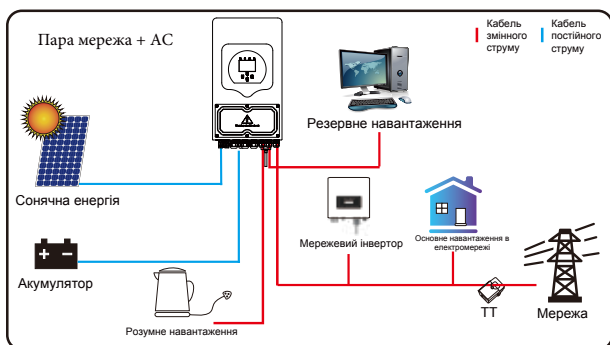 Пара мережа + AC
Кабель
змінного
струму
Кабель
постійного
струму
Резервне навантаження
Сонячна енергія
Мережевий інвертор
Основне навантаження в
електромережі
Акумулятор
ТТ
Мережа
Розумне навантаження